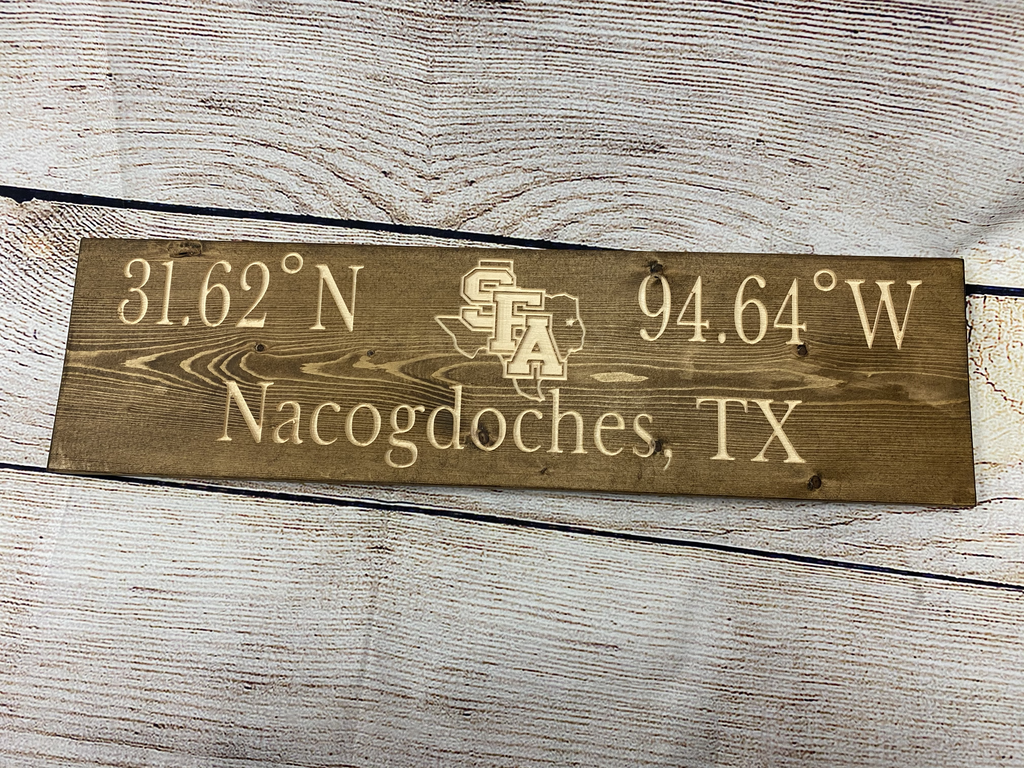 31.62° N SFA 94.64° W
Nacogdoches, TX